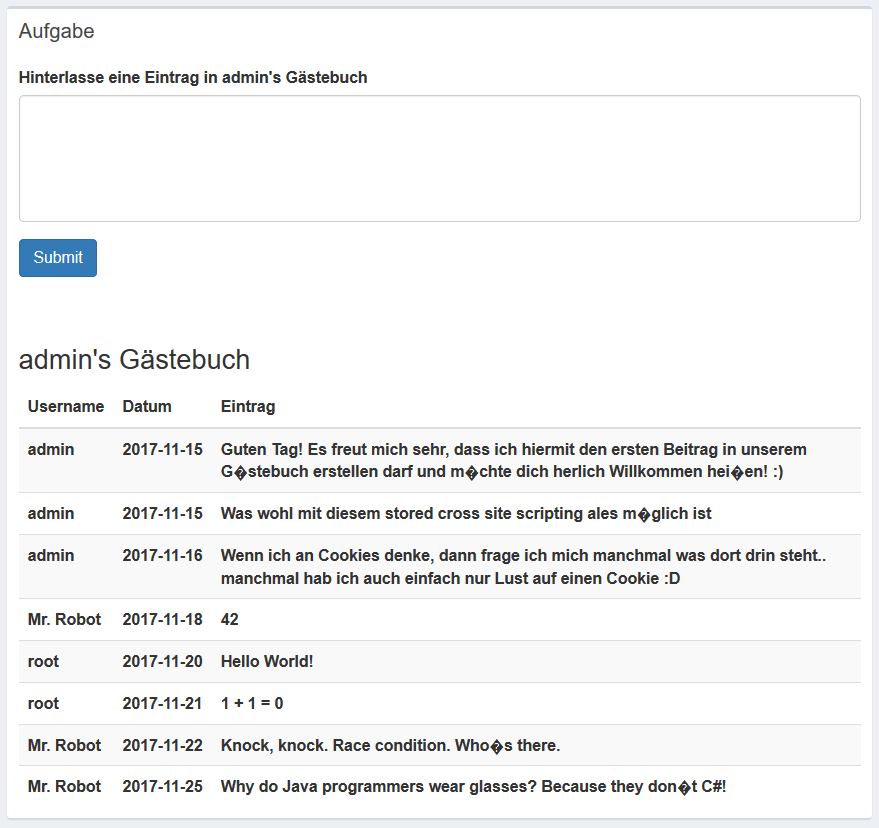 Aufgabe
Hinterlasse eine Eintrag in admin's Gästebuch
Submit
admin's Gästebuch
Username Datum Eintrag
admin 2017-11-15 Guten Tag! Es freut mich sehr, dass ich hiermit den ersten Beitrag in unserem
G�stebuch erstellen darf und m�chte dich herlich Willkommen hei�en! :)
admin 2017-11-15 Was wohl mit diesem stored cross site scripting ales m�glich ist
admin 2017-11-16 Wenn ich an Cookies denke, dann frage ich mich manchmal was dort drin steht..
manchmal hab ich auch einfach nur Lust auf einen Cookie :D
Mr. Robot 2017-11-18 42
root 2017-11-20 Hello World!
root 2017-11-21 1 + 1 = 0
Mr. Robot 2017-11-22 Knock, knock. Race condition. Who�s there.
Mr. Robot 2017-11-25 Why do Java programmers wear glasses? Because they don�t C#!